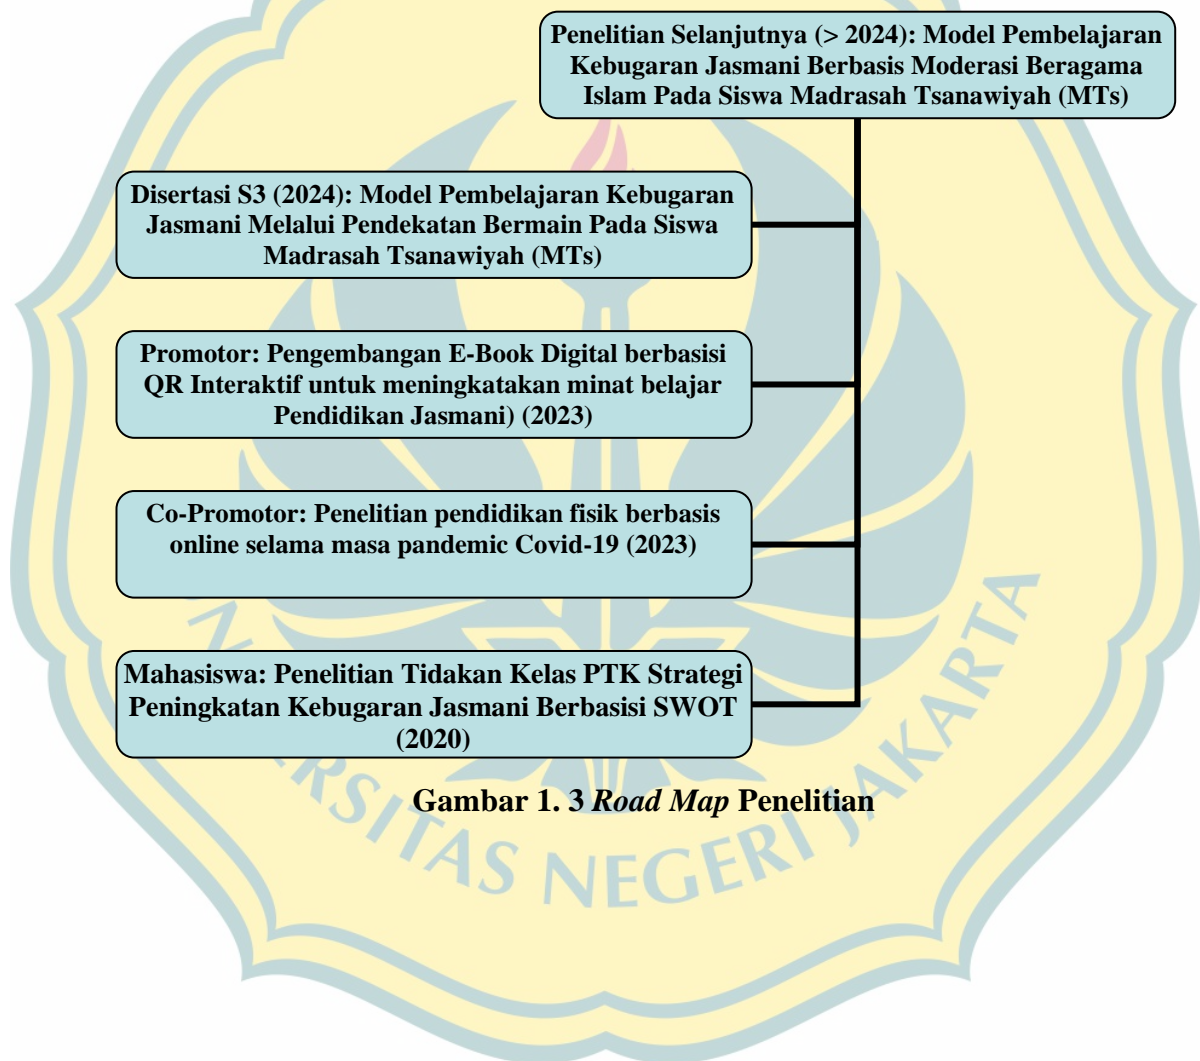 Penelitian Selanjutnya (> 2024): Model Pembelajaran
Kebugaran Jasmani Berbasis Moderasi Beragama
Islam Pada Siswa Madrasah Tsanawiyah (MTs)
Disertasi S3 (2024): Model Pembelajaran Kebugaran
Jasmani Melalui Pendekatan Bermain Pada Siswa
Madrasah Tsanawiyah (MTs)
Promotor: Pengembangan E-Book Digital berbasisi
QR Interaktif untuk meningkatakan minat belajar
Pendidikan Jasmani) (2023)
Co-Promotor: Penelitian pendidikan fisik berbasis
online selama masa pandemic Covid-19 (2023)
Mahasiswa: Penelitian Tidakan Kelas PTK Strategi
Peningkatan Kebugaran Jasmani Berbasisi SWOT
(2020)
Gambar 1. 3 Road Map Penelitian
NEGERI JAKARTA